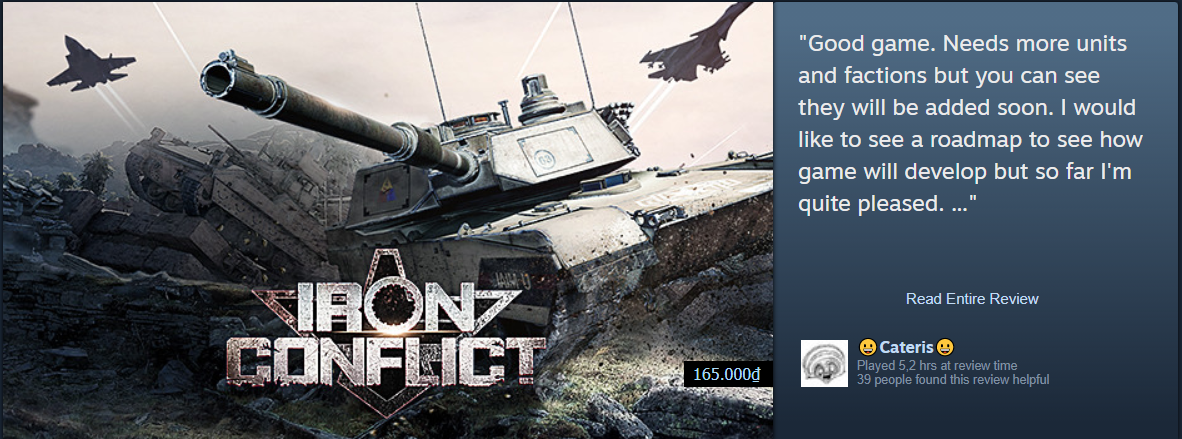 "Good game. Needs more units
and factions but you can see
they will be added soon. I would
like to see a roadmap to see how
game will develop but so far I'm
quite pleased. ..."
Read Entire Review
Cateris
Played 5,2 hrs at review time
39 people found this review helpful
IRON
CONFLICT
165.000₫